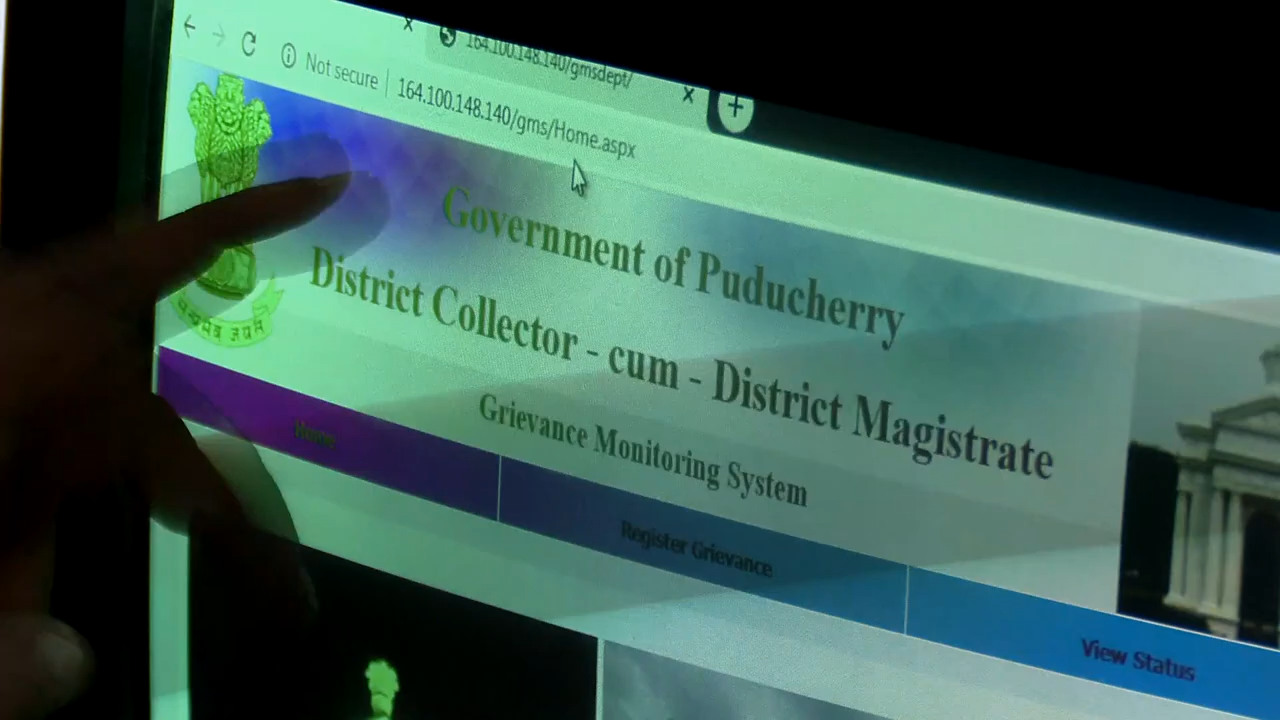 164.100.148.140/gmsdept/
Not secure
164.100.148.140/gms/Home.aspx
Government of Puducherry
District Collector - cum - District Magistrate
Grievance Monitoring System
Home
Register Grievance
View Status